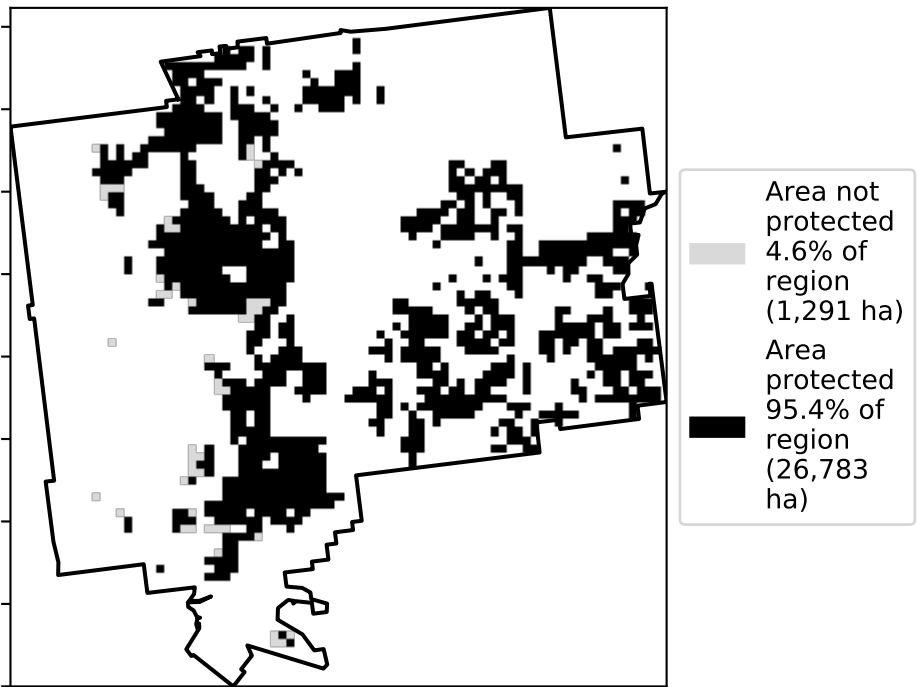 Area not
protected
4.6% of
region
(1,291 ha)
Area
protected
95.4% of
region
(26,783
ha)